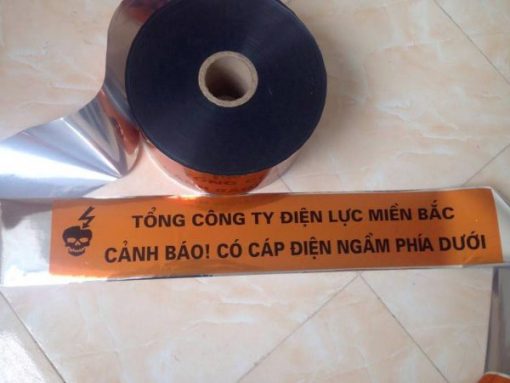 TỔNG CÔNG TY ĐIỆN LỰC MIỀN BẮC
CẢNH BÁO! CÓ CÁP ĐIỆN NGẦM PHÍA DƯỚI